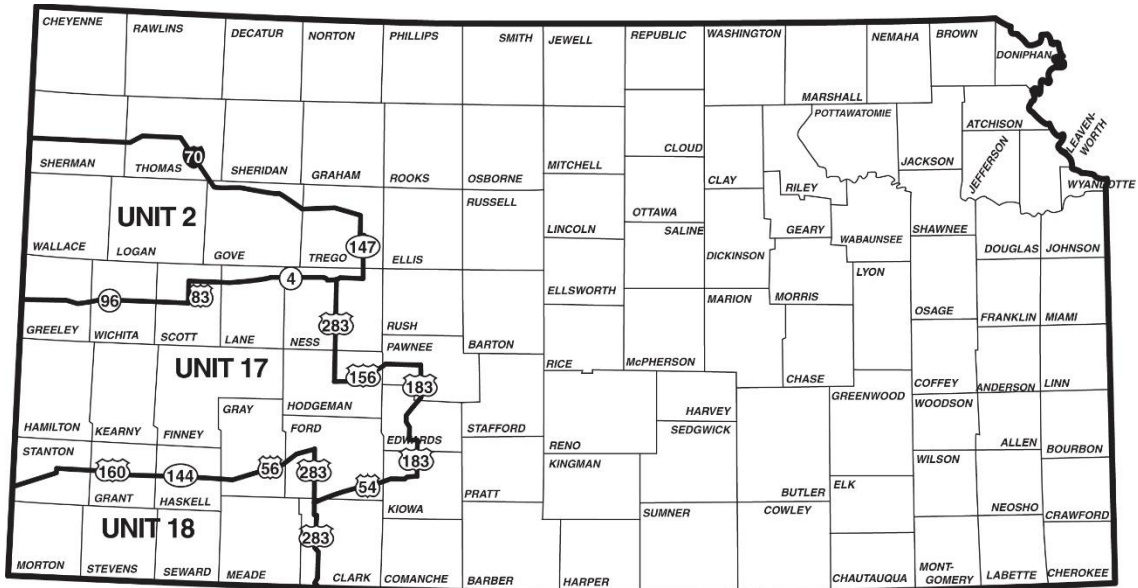 CHEYENNE
RAWLINS
DECATUR
NORTON
PHILLIPS
SMITH
JEWELL
REPUBLIC
WASHINGTON
MARSHALL
NEMAHA
BROWN
DONIPHAN
SHERMAN
THOMAS
70
SHERIDAN
GRAHAM
ROOKS
OSBORNE
MITCHELL
CLOUD
CLAY
RILEY
POTTAWATOMIE
JACKSON
ATCHISON
JEFFERSON
LEAVEN-
WORTH
WYANDOTTE
UNIT 2
WALLACE
LOGAN
GOVE
TREGO
147
ELLIS
RUSSELL
LINCOLN
OTTAWA
SALINE
DICKINSON
GEARY
WABAUNSEE
SHAWNEE
DOUGLAS
JOHNSON
96
83
4
283
GREELEY
WICHITA
SCOTT
LANE
NESS
RUSH
BARTON
ELLSWORTH
RICE
McPHERSON
MARION
MORRIS
CHASE
LYON
OSAGE
FRANKLIN
MIAMI
UNIT 17
156
PAWNEE
183
HAMILTON
KEARNY
FINNEY
GRAY
HODGEMAN
FORD
EDWARDS
STAFFORD
RENO
HARVEY
SEDGWICK
GREENWOOD
COFFEY
ANDERSON
LINN
WOODSON
ALLEN
BOURBON
STANTON
160
GRANT
144
HASKELL
56
283
54
183
KIOWA
PRATT
KINGMAN
BUTLER
ELK
WILSON
NEOSHO
CRAWFORD
UNIT 18
283
MORTON
STEVENS
SEWARD
MEADE
CLARK
COMANCHE
BARBER
HARPER
SUMNER
COWLEY
CHAUTAUQUA
MONT-
GOMERY
LABETTE
CHEROKEE